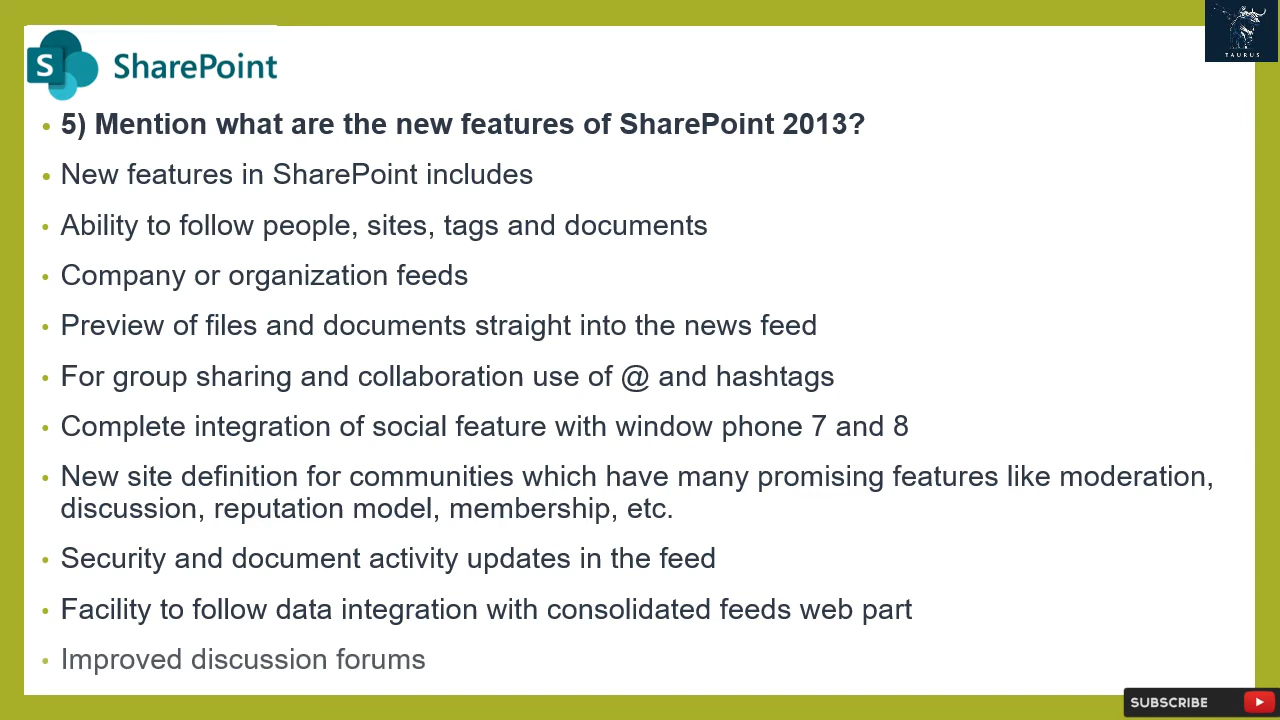 TAURUS
S SharePoint
• 5) Mention what are the new features of SharePoint 2013?
• New features in SharePoint includes
• Ability to follow people, sites, tags and documents
• Company or organization feeds
• Preview of files and documents straight into the news feed
• For group sharing and collaboration use of @ and hashtags
• Complete integration of social feature with window phone 7 and 8
• New site definition for communities which have many promising features like moderation,
discussion, reputation model, membership, etc.
• Security and document activity updates in the feed
• Facility to follow data integration with consolidated feeds web part
• Improved discussion forums
SUBSCRIBE